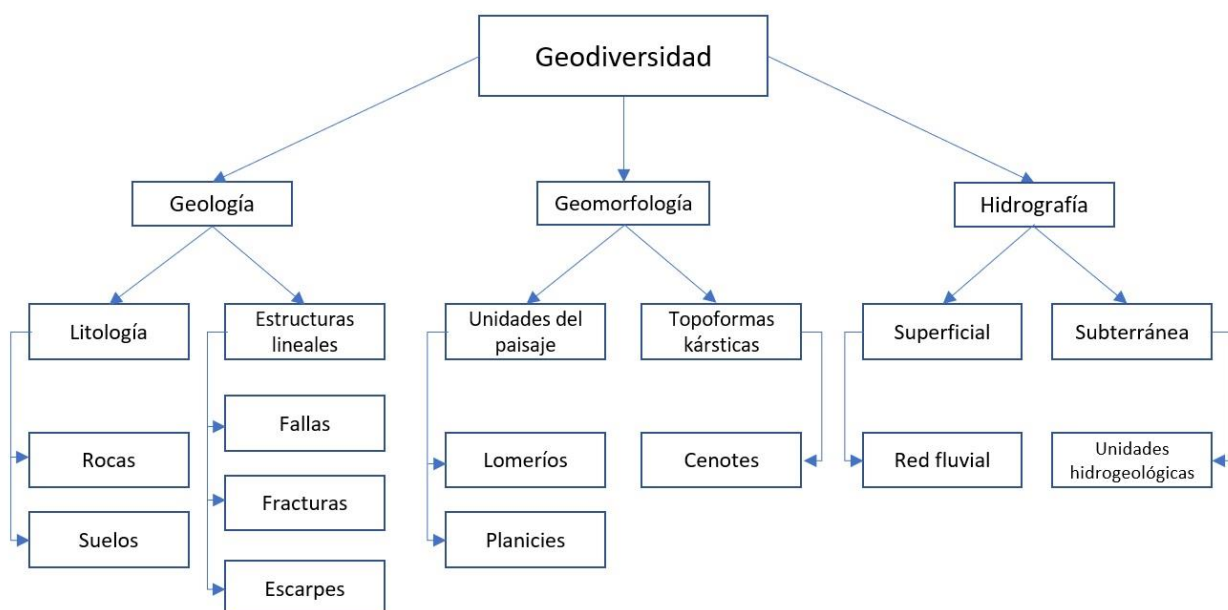 Geodiversidad
Geología
Geomorfología
Hidrografía
Litología
Estructuras
lineales
Unidades del
paisaje
Topoformas
kársticas
Superficial
Subterránea
Rocas
Suelos
Fallas
Fracturas
Escarpes
Lomeríos
Planicies
Cenotes
Red fluvial
Unidades
hidrogeológicas